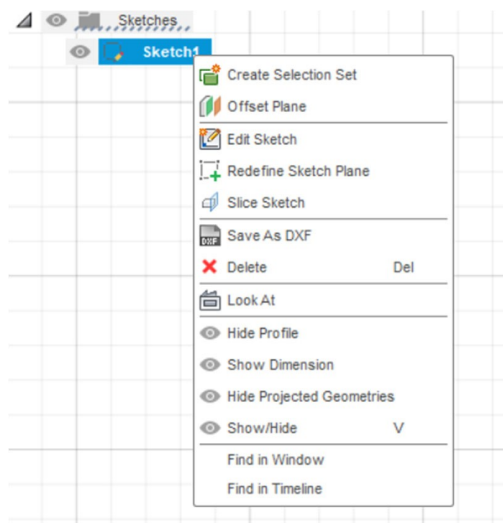 Sketches
Sketch1
Create Selection Set
Offset Plane
Edit Sketch
Redefine Sketch Plane
Slice Sketch
DXF Save As DXF
Delete Del
Look At
Hide Profile
Show Dimension
Hide Projected Geometries
Show/Hide V
Find in Window
Find in Timeline